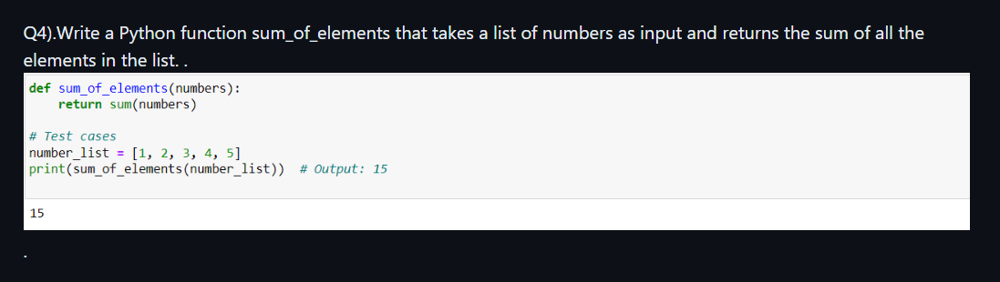 Q4).Write a Python function sum_of_elements that takes a list of numbers as input and returns the sum of all the
elements in the list. .
def sum_of_elements(numbers):
    return sum(numbers)
# Test cases
number_list = [1, 2, 3, 4, 5]
print(sum_of_elements(number_list))  # Output: 15
15
.